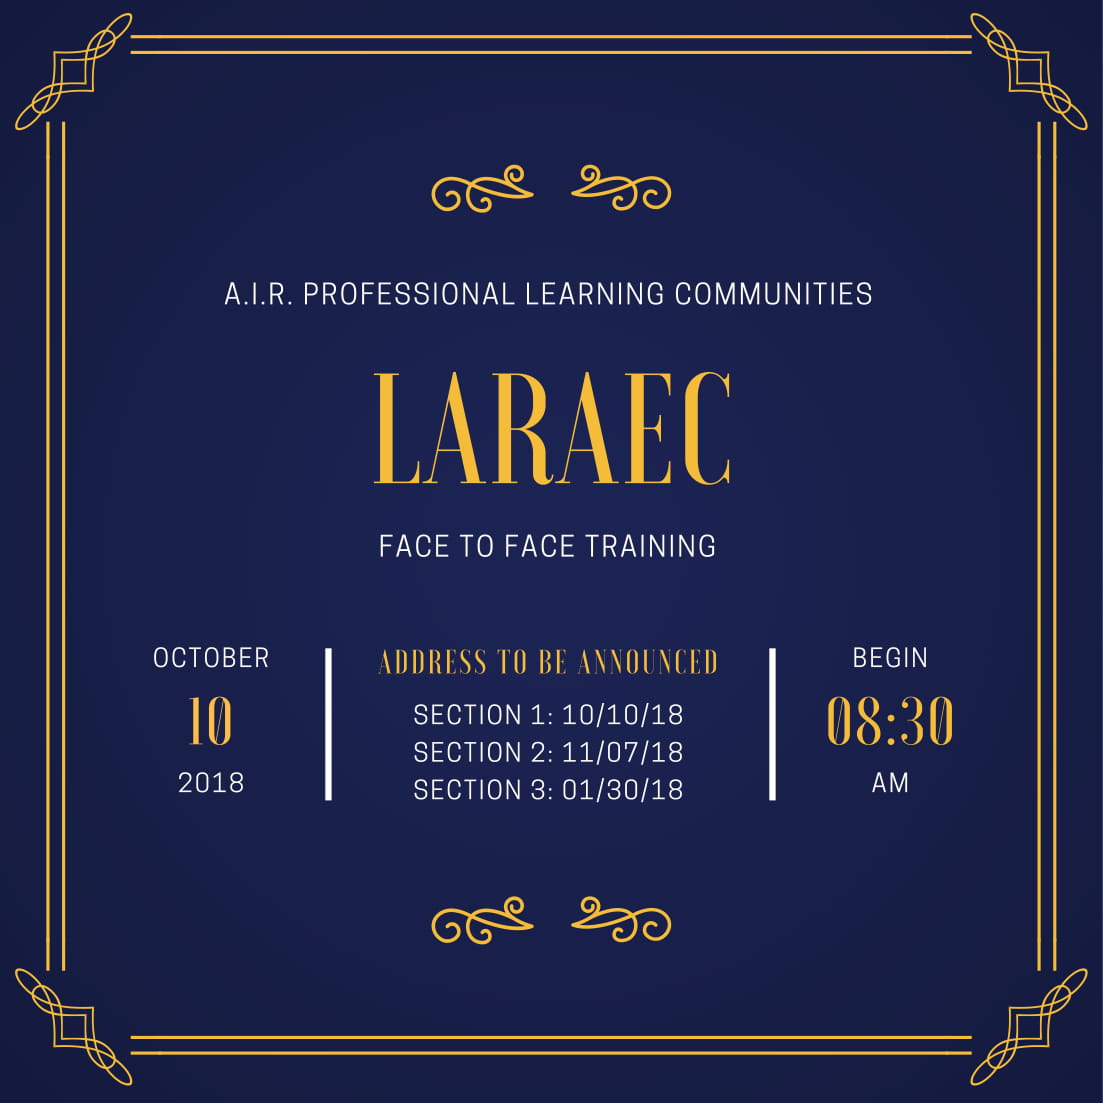 A.I.R. PROFESSIONAL LEARNING COMMUNITIES
LARAEC
FACE TO FACE TRAINING
OCTOBER
10
2018
ADDRESS TO BE ANNOUNCED
SECTION 1: 10/10/18
SECTION 2: 11/07/18
SECTION 3: 01/30/18
BEGIN
08:30
AM